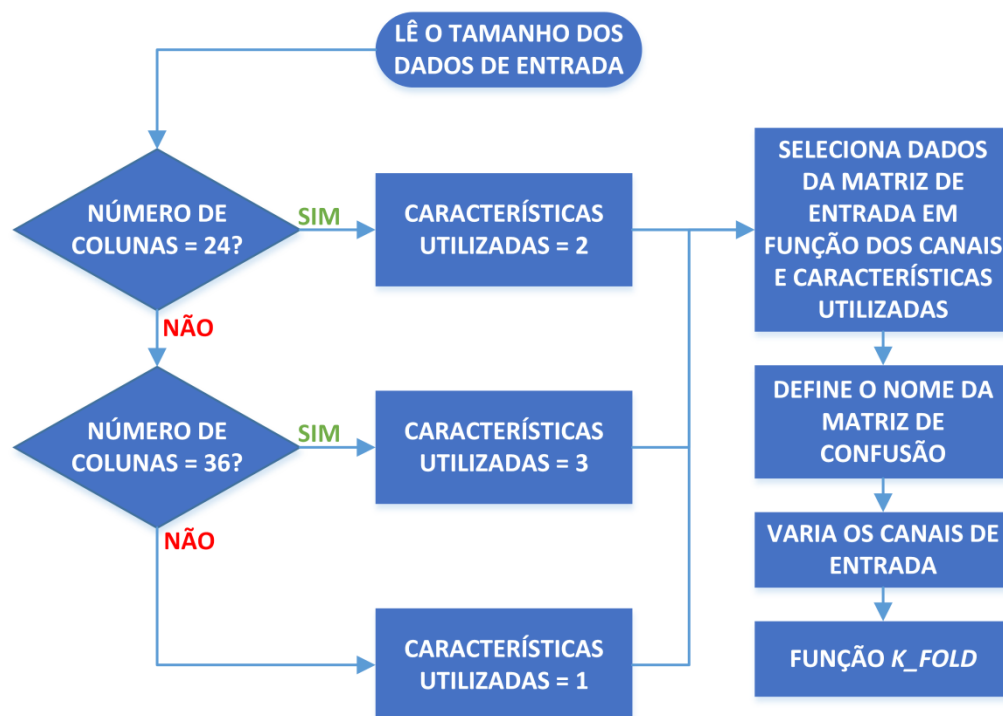 LÊ O TAMANHO DOS
DADOS DE ENTRADA
NÚMERO DE
COLUNAS = 24?
SIM
CARACTERÍSTICAS
UTILIZADAS = 2
NÃO
NÚMERO DE
COLUNAS = 36?
SIM
CARACTERÍSTICAS
UTILIZADAS = 3
NÃO
CARACTERÍSTICAS
UTILIZADAS = 1
SELECIONA DADOS
DA MATRIZ DE
ENTRADA EM
FUNÇÃO DOS CANAIS
E CARACTERÍSTICAS
UTILIZADAS
DEFINE O NOME DA
MATRIZ DE
CONFUSÃO
VARIA OS CANAIS DE
ENTRADA
FUNÇÃO K_FOLD